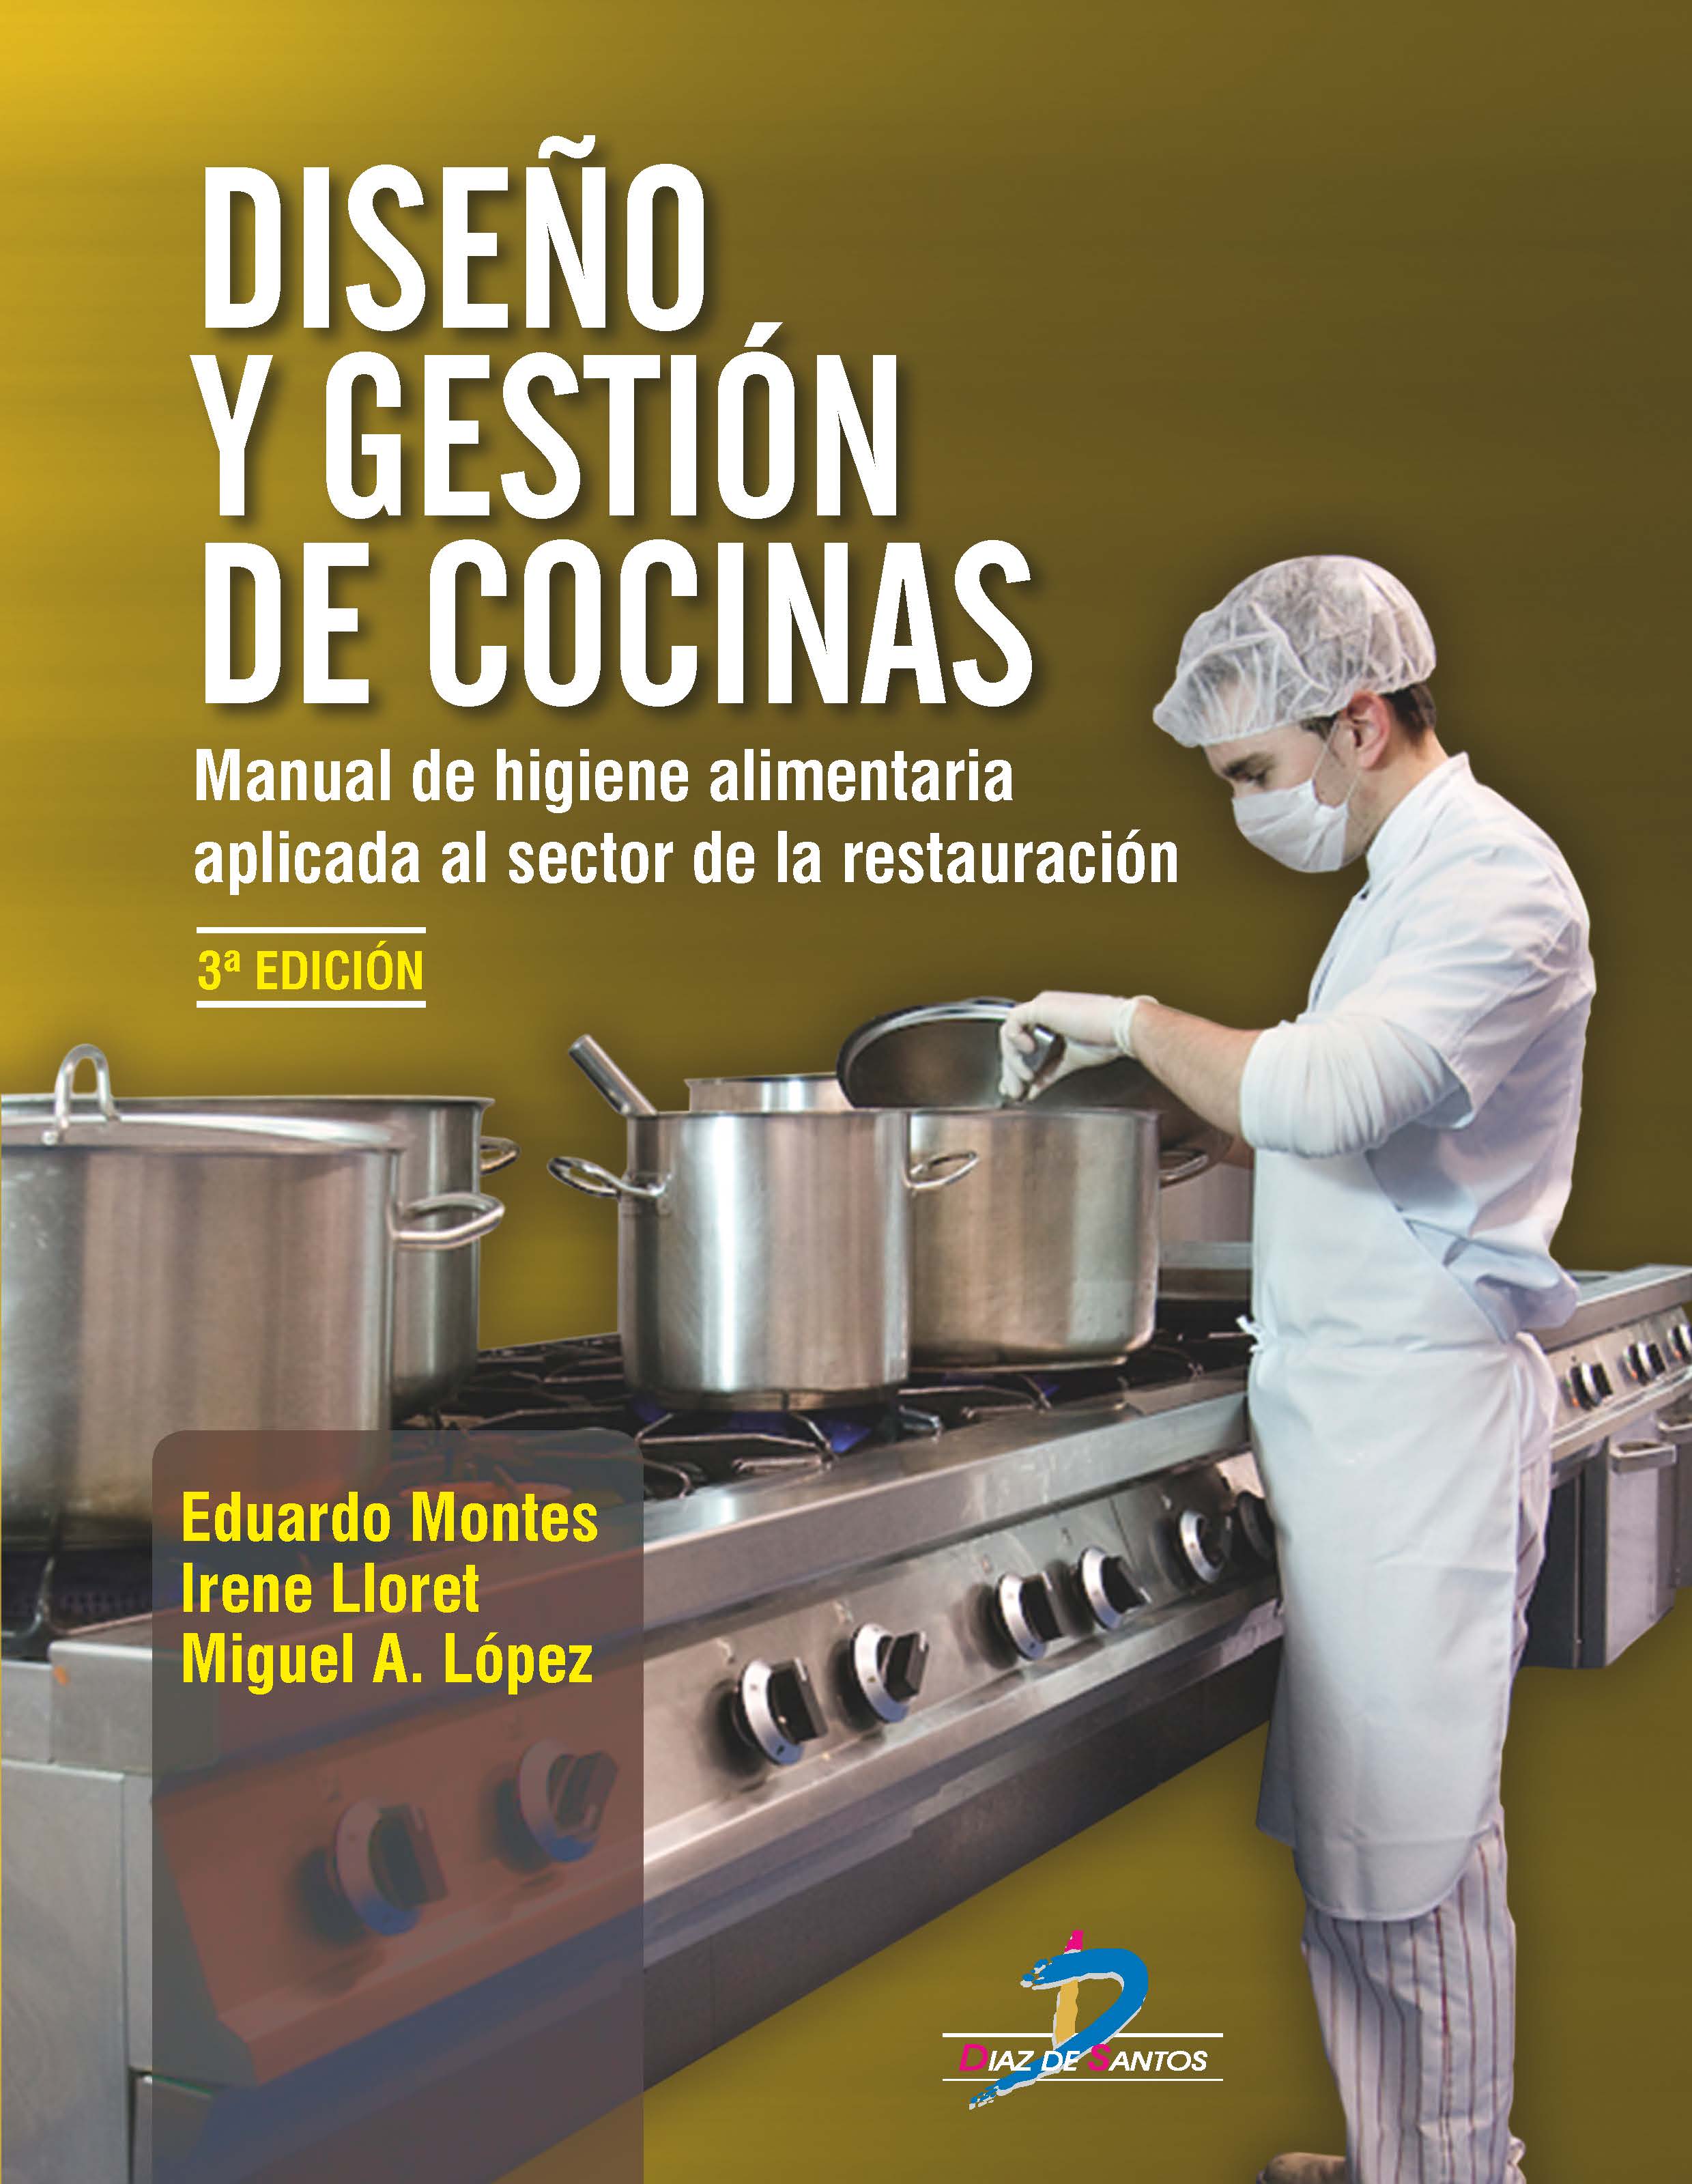 DISEÑO
Y GESTIÓN
DE COCINAS
Manual de higiene alimentaria
aplicada al sector de la restauración
3ª EDICIÓN
Eduardo Montes
Irene Lloret
Miguel A. López
DIAZ DE SANTOS